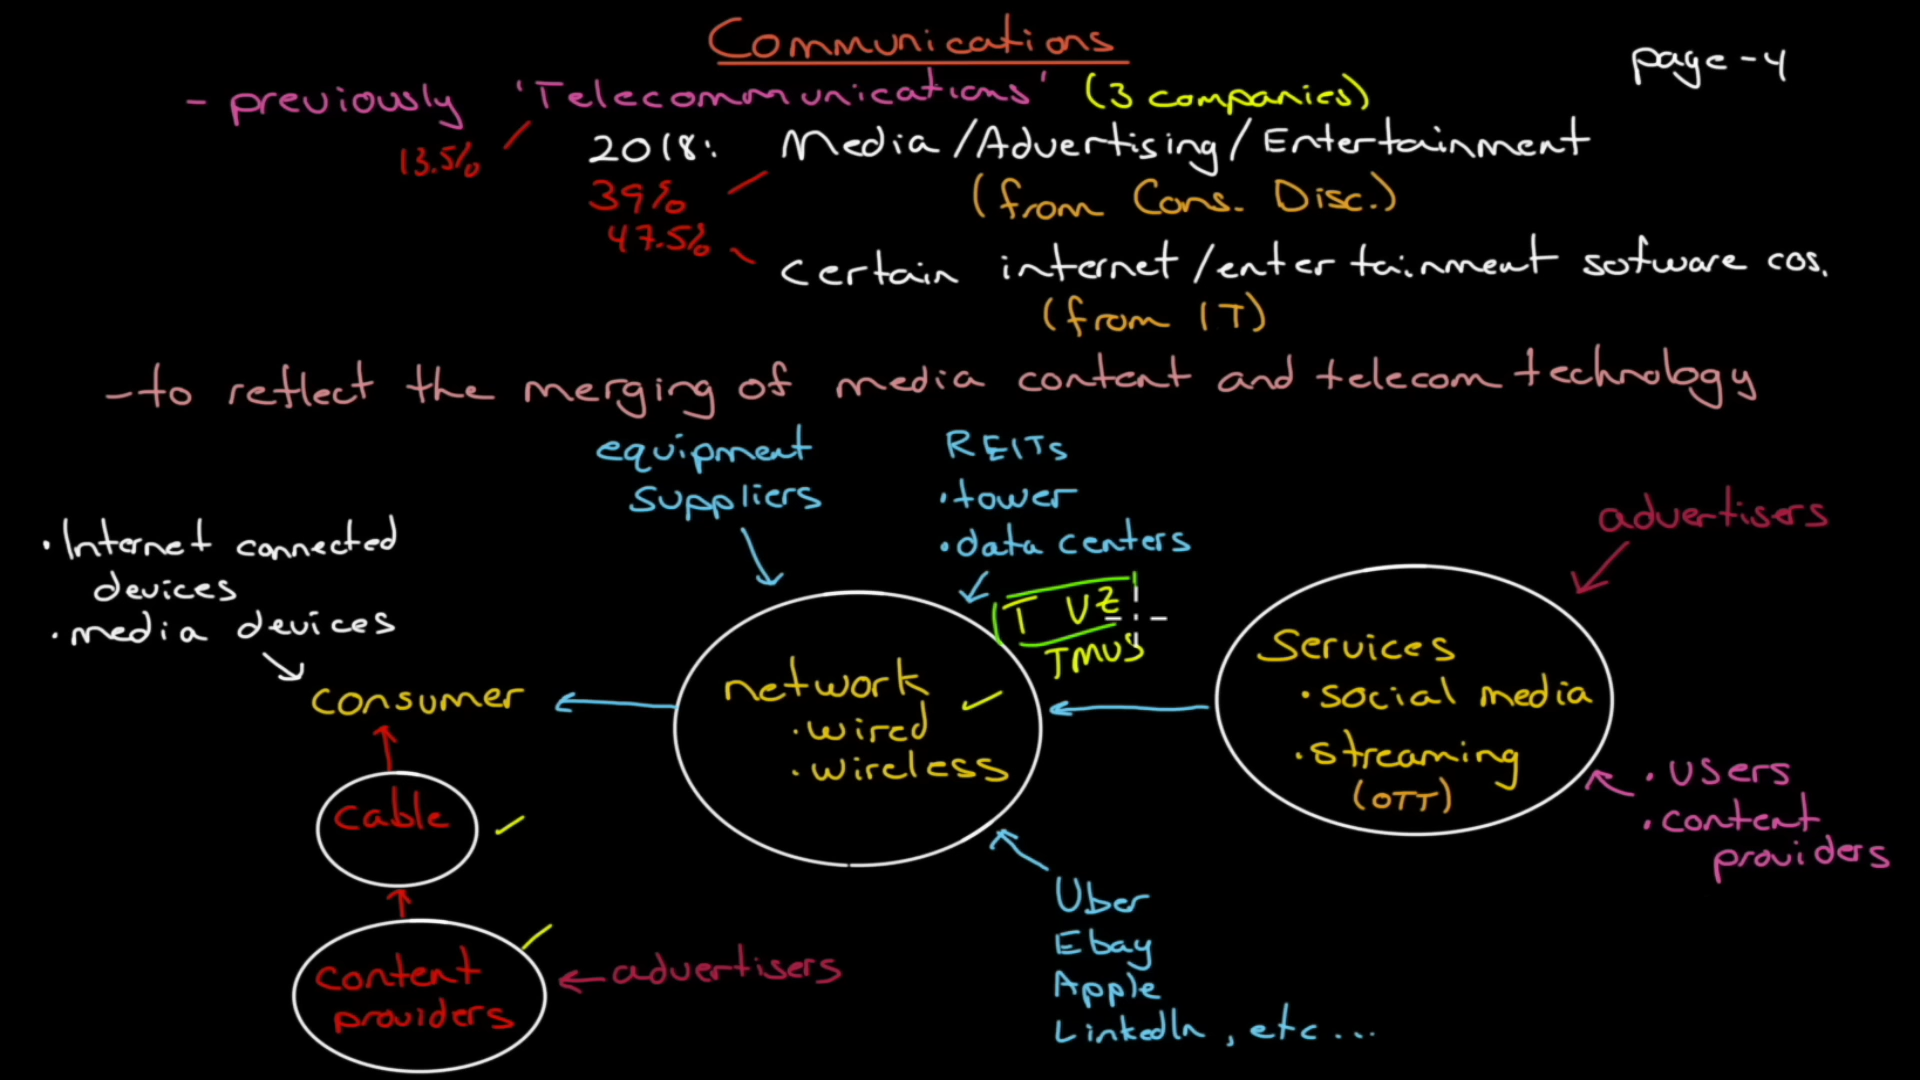 Communications
page-4
- previously 'Telecommunications' (3 companies)
13.5%
2018: Media/Advertising/Entertainment
39%
(from Cons. Disc.)
47.5%
certain internet/entertainment sofware cos.
(from IT)
- to reflect the merging of media content and telecom technology
equipment
suppliers
REITs
• tower
• data centers
advertisers
• Internet connected
devices
• media devices
T VZ
TMUS
consumer
network
• wired
• wireless
Services
• social media
• streaming
(OTT)
• users
• content
providers
cable
Uber
Ebay
Apple
LinkedIn, etc...
content
providers
advertisers